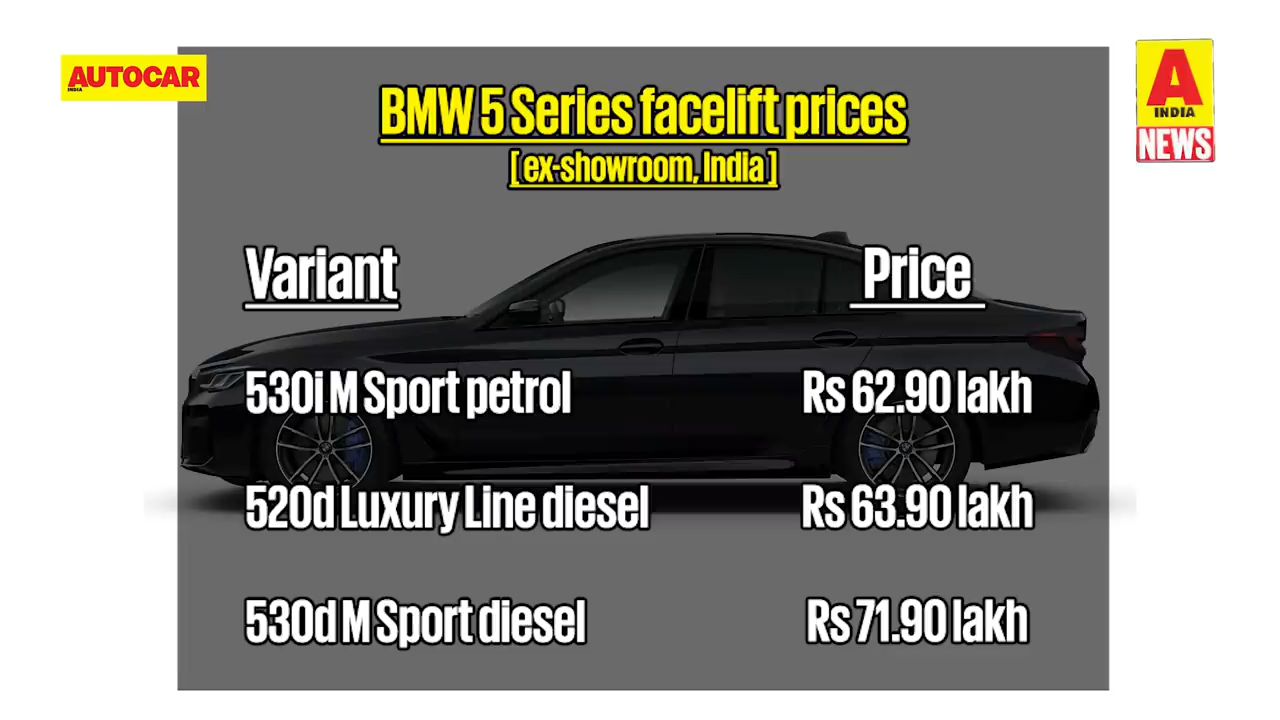 AUTOCAR
INDIA
A
INDIA
NEWS
BMW 5 Series facelift prices
[ ex-showroom, India ]
Variant Price
530i M Sport petrol Rs 62.90 lakh
520d Luxury Line diesel Rs 63.90 lakh
530d M Sport diesel Rs 71.90 lakh